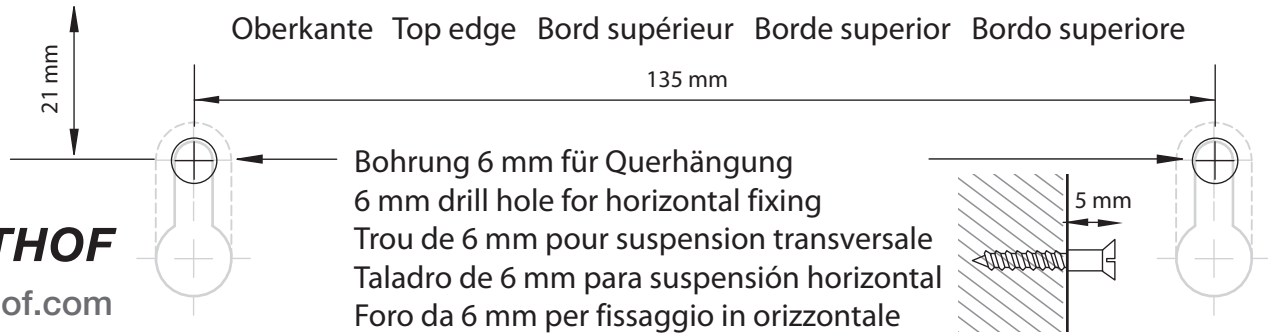 Oberkante Top edge Bord supérieur Borde superior Bordo superiore
21 mm
135 mm
Bohrung 6 mm für Querhängung
6 mm drill hole for horizontal fixing
5 mm
Trou de 6 mm pour suspension transversale
THOF
Taladro de 6 mm para suspensión horizontal
of.com
Foro da 6 mm per fissaggio in orizzontale